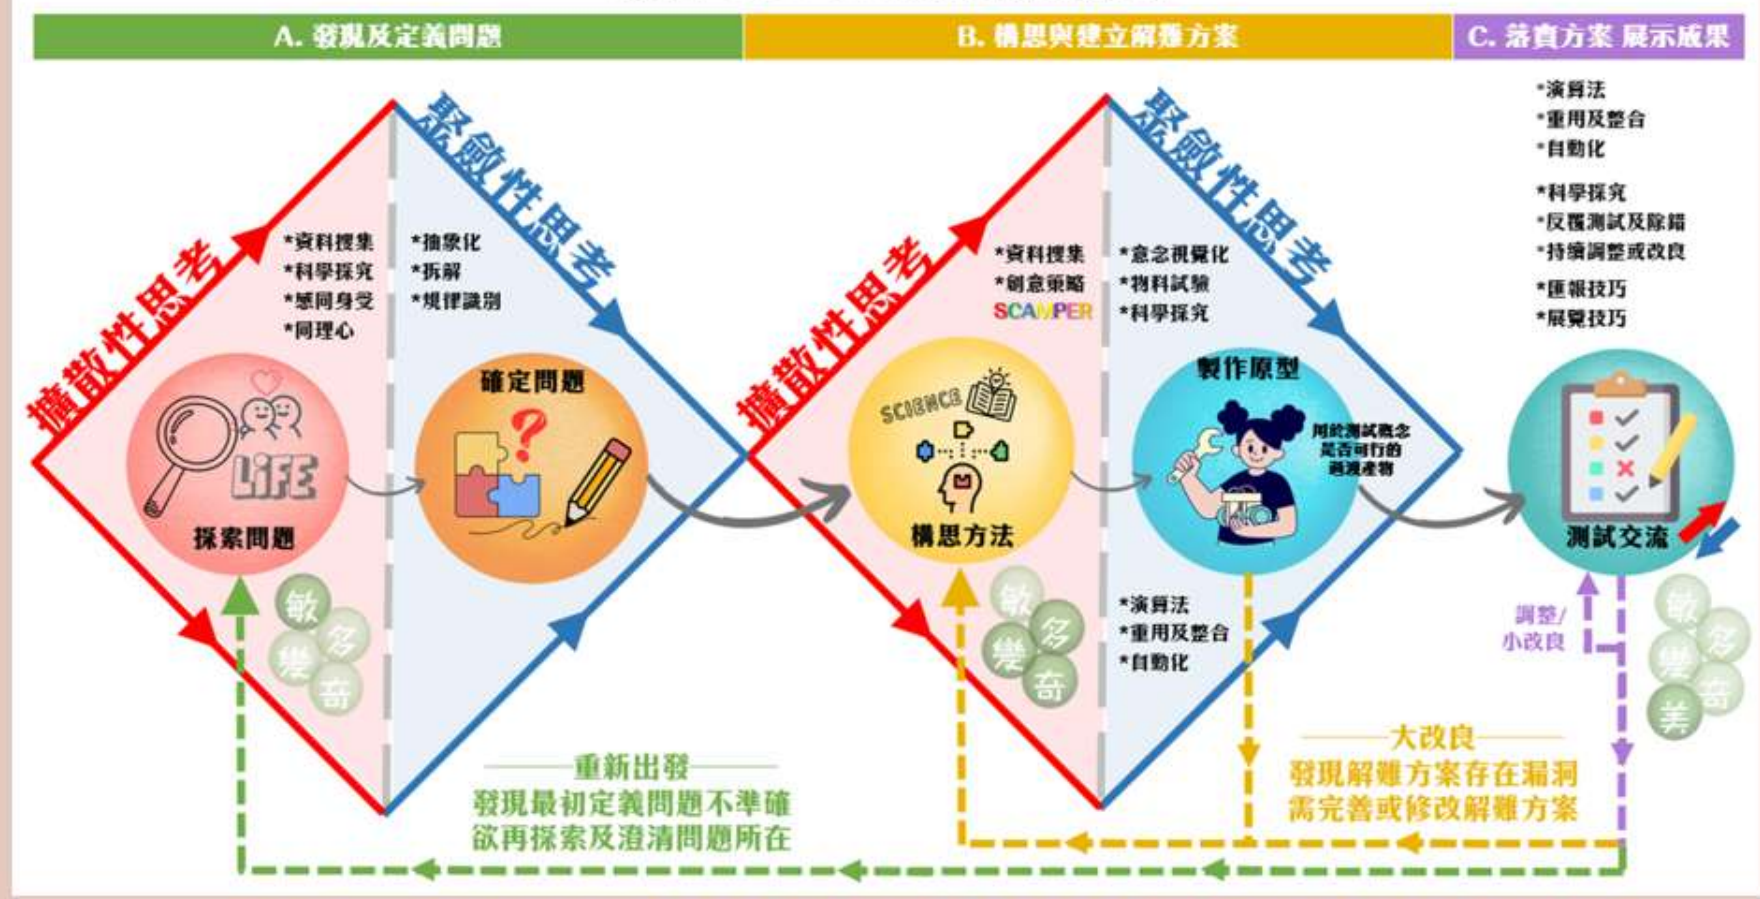 A. 發現及定義問題
B. 構思與建立解難方案
C. 落實方案 展示成果
擴散性思考
聚斂性思考
*資料搜集
*科學探究
*感同身受
*同理心
*抽象化
*拆解
*規律識別
LiFE
探索問題
確定問題
?
敏
多
變
奇
擴散性思考
聚斂性思考
*資料搜集
*創意策略
SCAMPER
*意念視覺化
*物料試驗
*科學探究
SCIENCE
構思方法
製作原型
用於測試概念
是否可行的
過渡產物
*演算法
*重用及整合
*自動化
敏
多
變
奇
*演算法
*重用及整合
*自動化
*科學探究
*反覆測試及除錯
*持續調整或改良
*匯報技巧
*展覽技巧
測試交流
調整/
小改良
敏
多
變
奇
美
重新出發
發現最初定義問題不準確
欲再探索及澄清問題所在
大改良
發現解難方案存在漏洞
需完善或修改解難方案